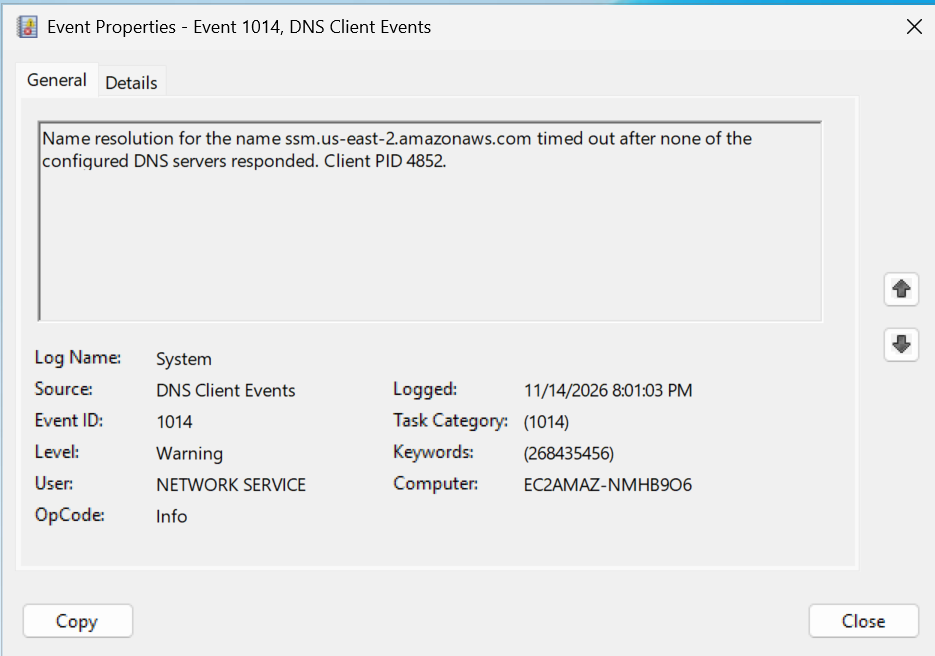 Event Properties - Event 1014, DNS Client Events
General Details
Name resolution for the name ssm.us-east-2.amazonaws.com timed out after none of the
configured DNS servers responded. Client PID 4852.
Log Name: System
Source: DNS Client Events Logged: 11/14/2026 8:01:03 PM
Event ID: 1014 Task Category: (1014)
Level: Warning Keywords: (268435456)
User: NETWORK SERVICE Computer: EC2AMAZ-NMHB9O6
OpCode: Info
Copy Close